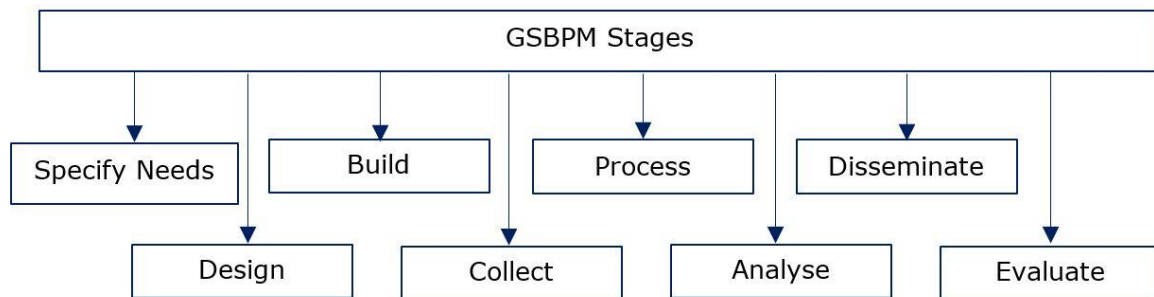 GSBPM Stages
Specify Needs
Build
Process
Disseminate
Design
Collect
Analyse
Evaluate